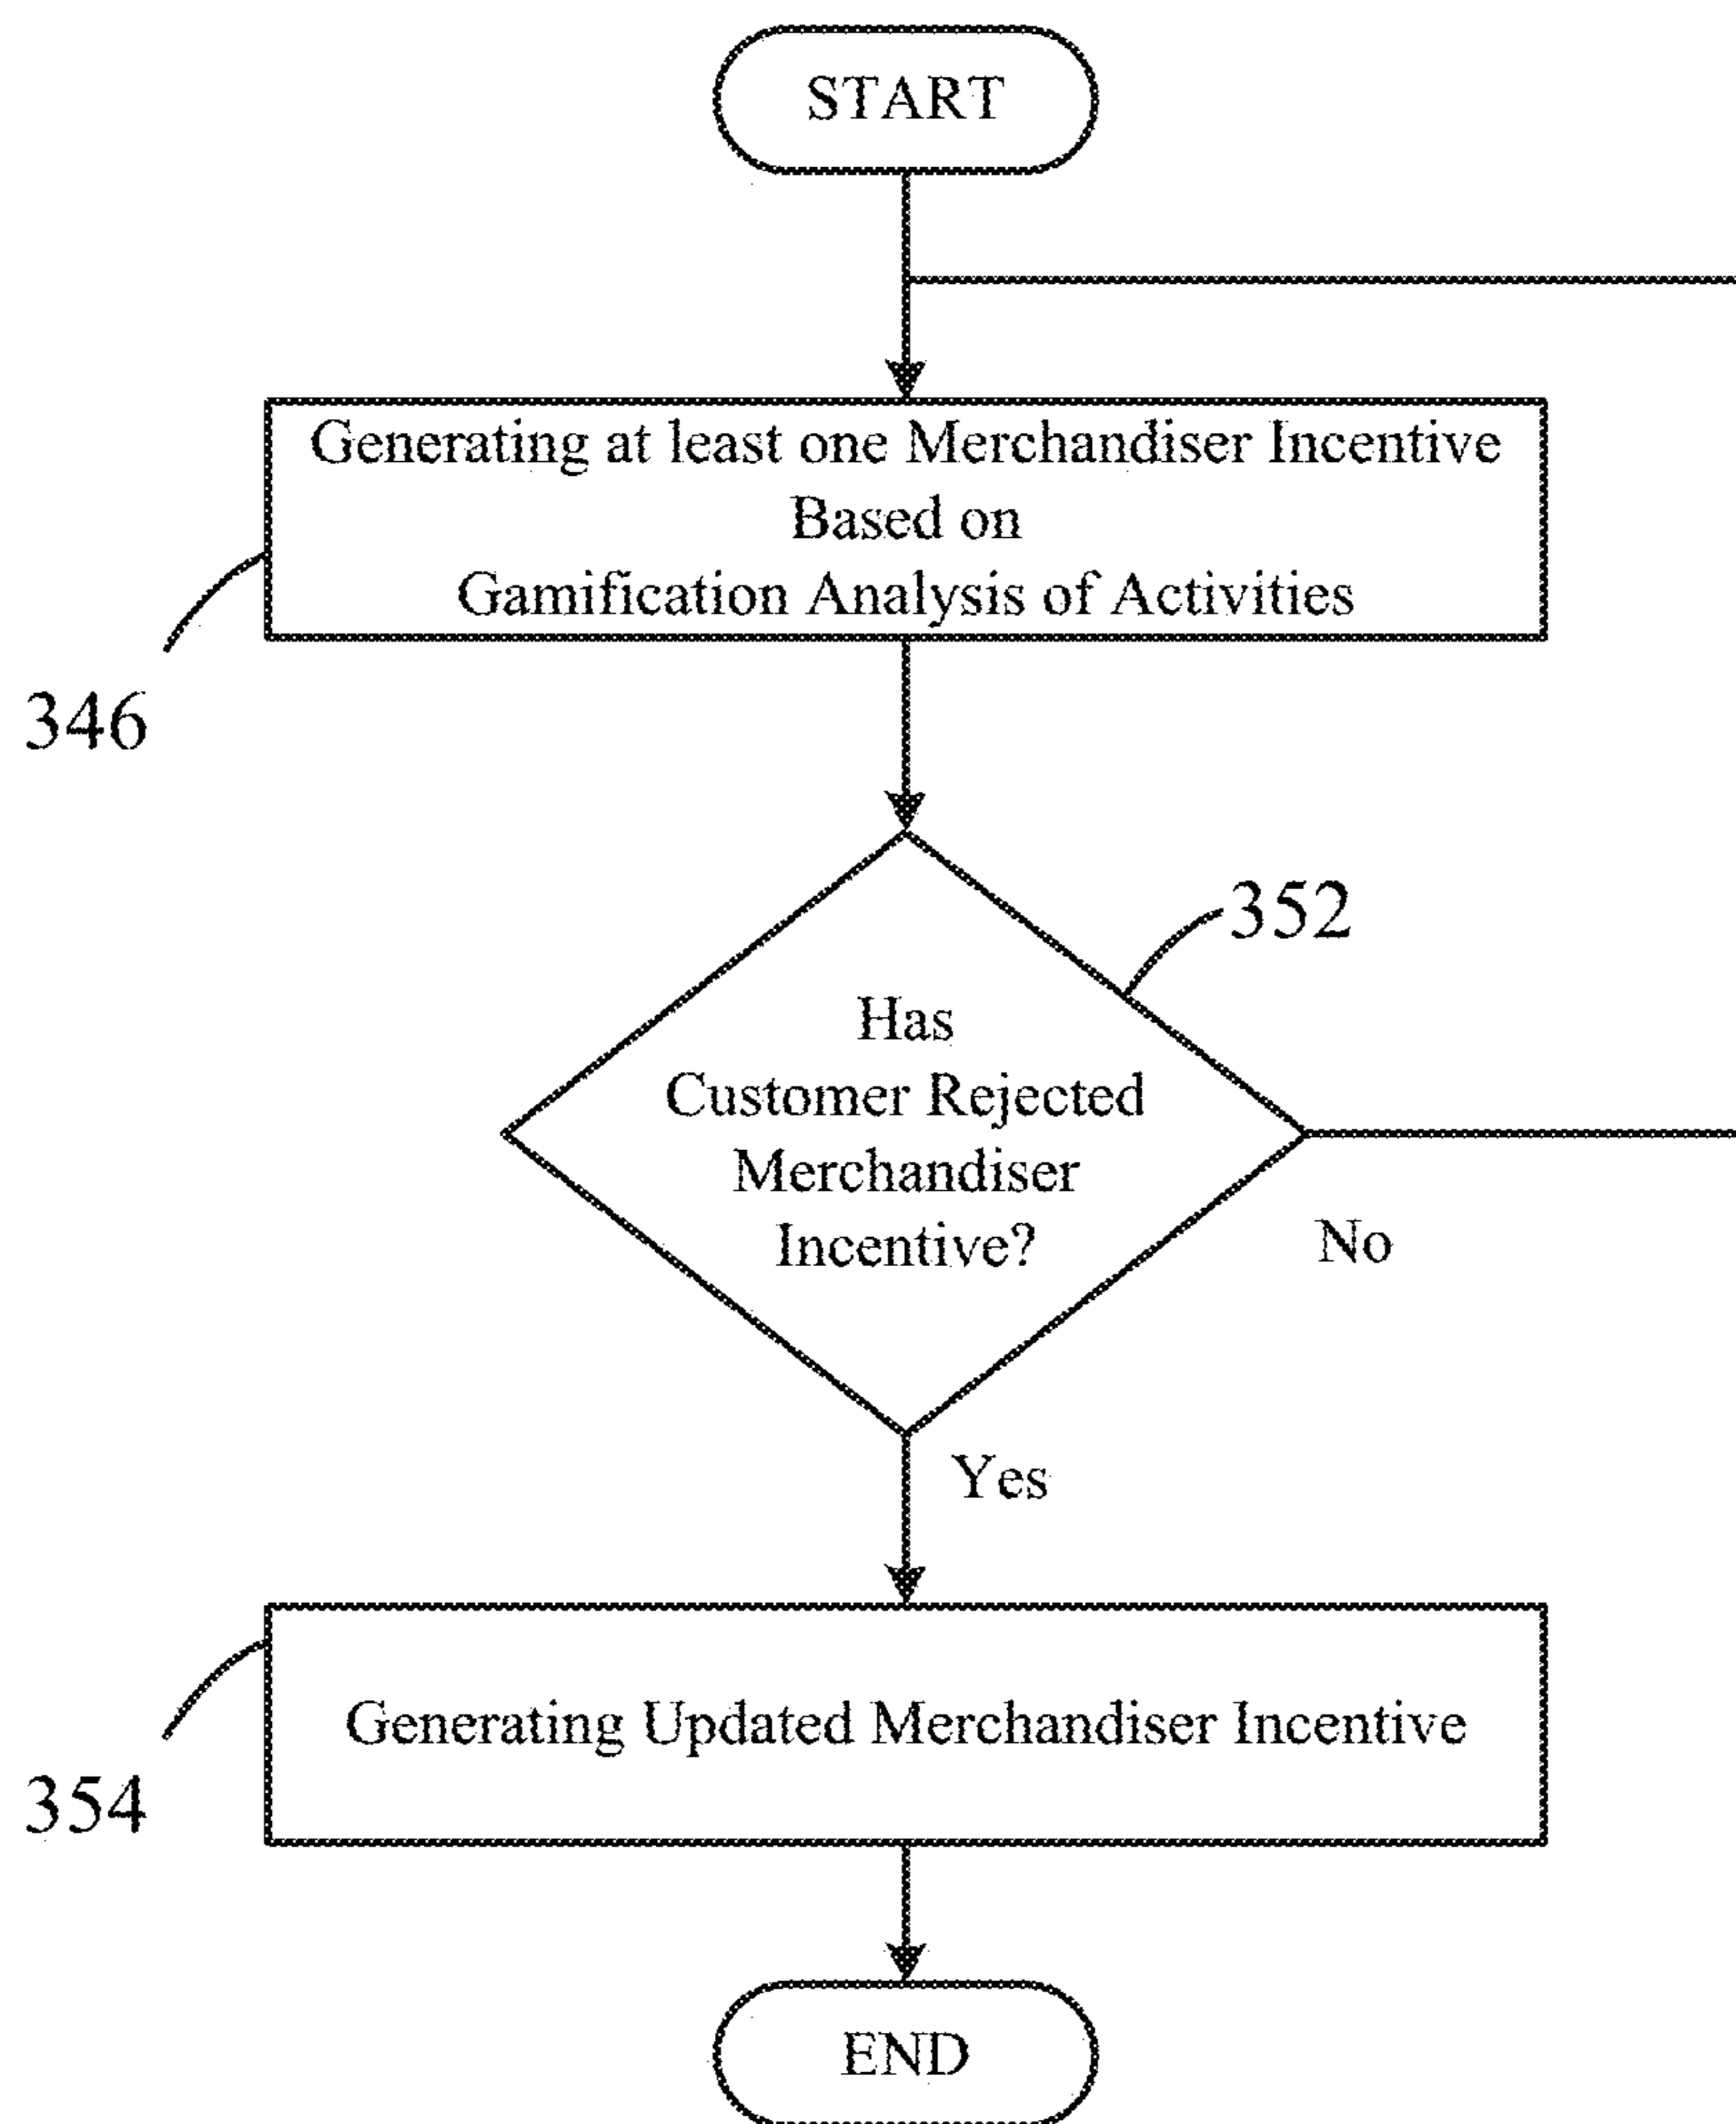 START
Generating at least one Merchandiser Incentive
Based on
Gamification Analysis of Activities
346
352
Has
Customer Rejected
Merchandiser
Incentive?
No
Yes
Generating Updated Merchandiser Incentive
354
END